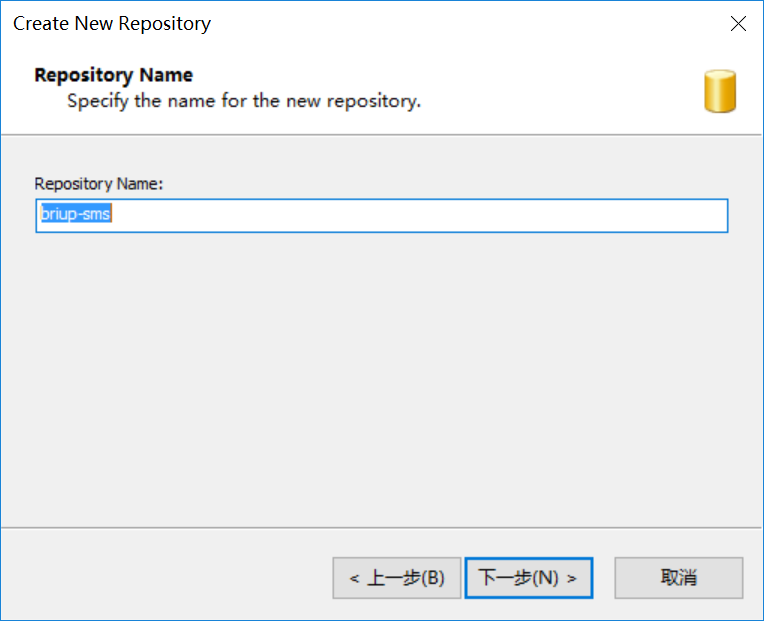 Create New Repository
Repository Name
Specify the name for the new repository.
Repository Name:
briup-sms
< 上一步(B)
下一步(N) >
取消